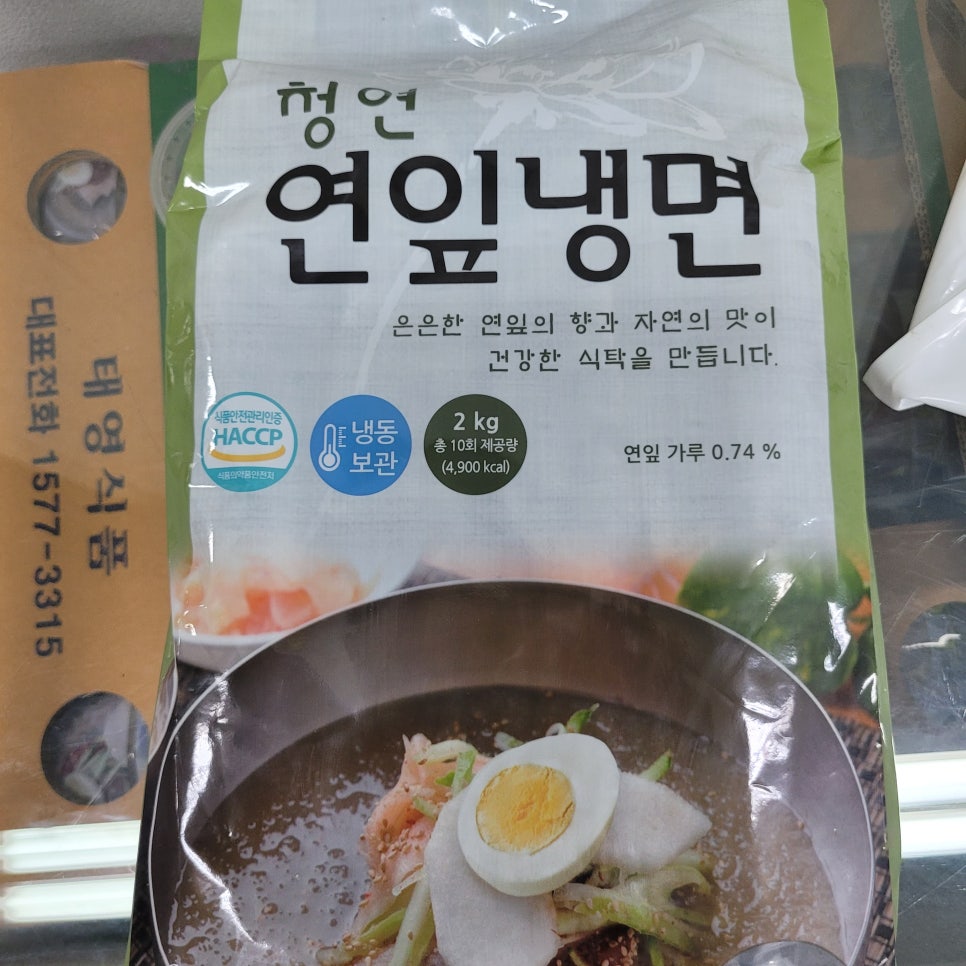 청연
연잎냉면
은은한 연잎의 향과 자연의 맛이
건강한 식탁을 만듭니다.
식품안전관리인증
HACCP
식품의약품안전처
냉동
보관
2 kg
총 10회 제공량
(4,900 kcal)
연잎 가루 0.74 %
태영식품
대표전화 1577-3315